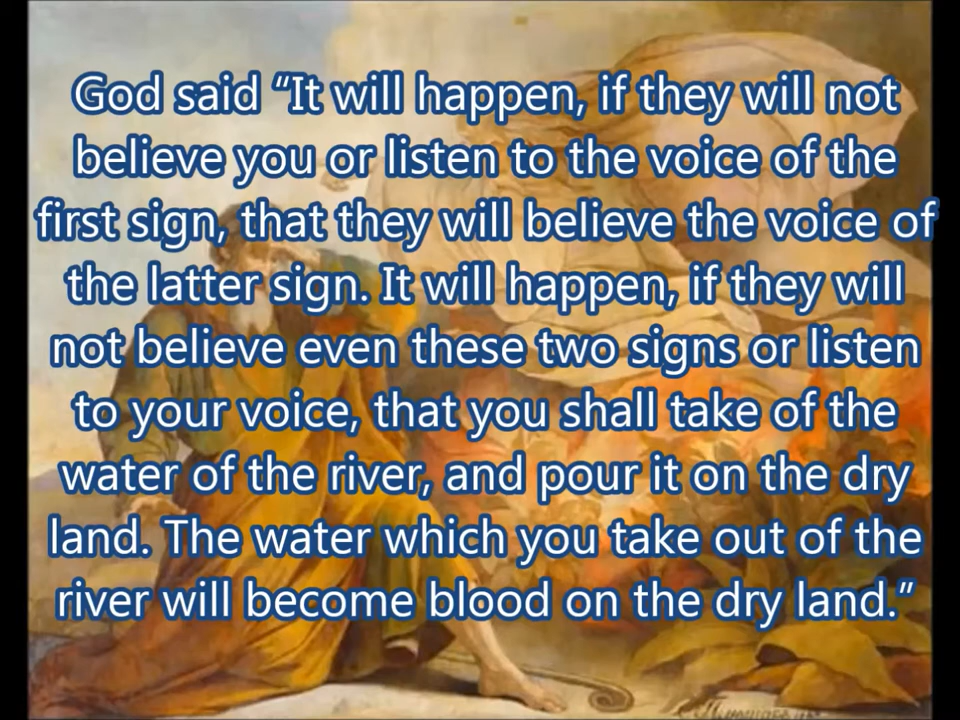 God said “It will happen, if they will not
believe you or listen to the voice of the
first sign, that they will believe the voice of
the latter sign. It will happen, if they will
not believe even these two signs or listen
to your voice, that you shall take of the
water of the river, and pour it on the dry
land. The water which you take out of the
river will become blood on the dry land.”